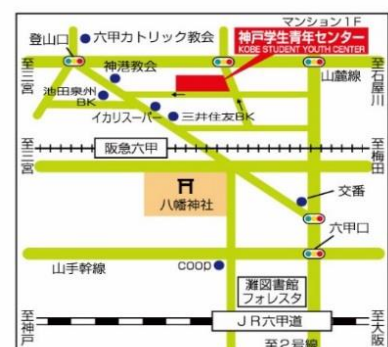 マンション1F
登山口
六甲カトリック教会
神戸学生青年センター
KOBE STUDENT YOUTH CENTER
至三宮
神港教会
山麓線
至石屋川
池田泉州
BK
イカリスーパー
三井住友BK
至三宮
阪急六甲
至梅田
八幡神社
交番
六甲口
山手幹線
coop
灘図書館
フォレスタ
至神戸
JR六甲道
至大阪
至2号線